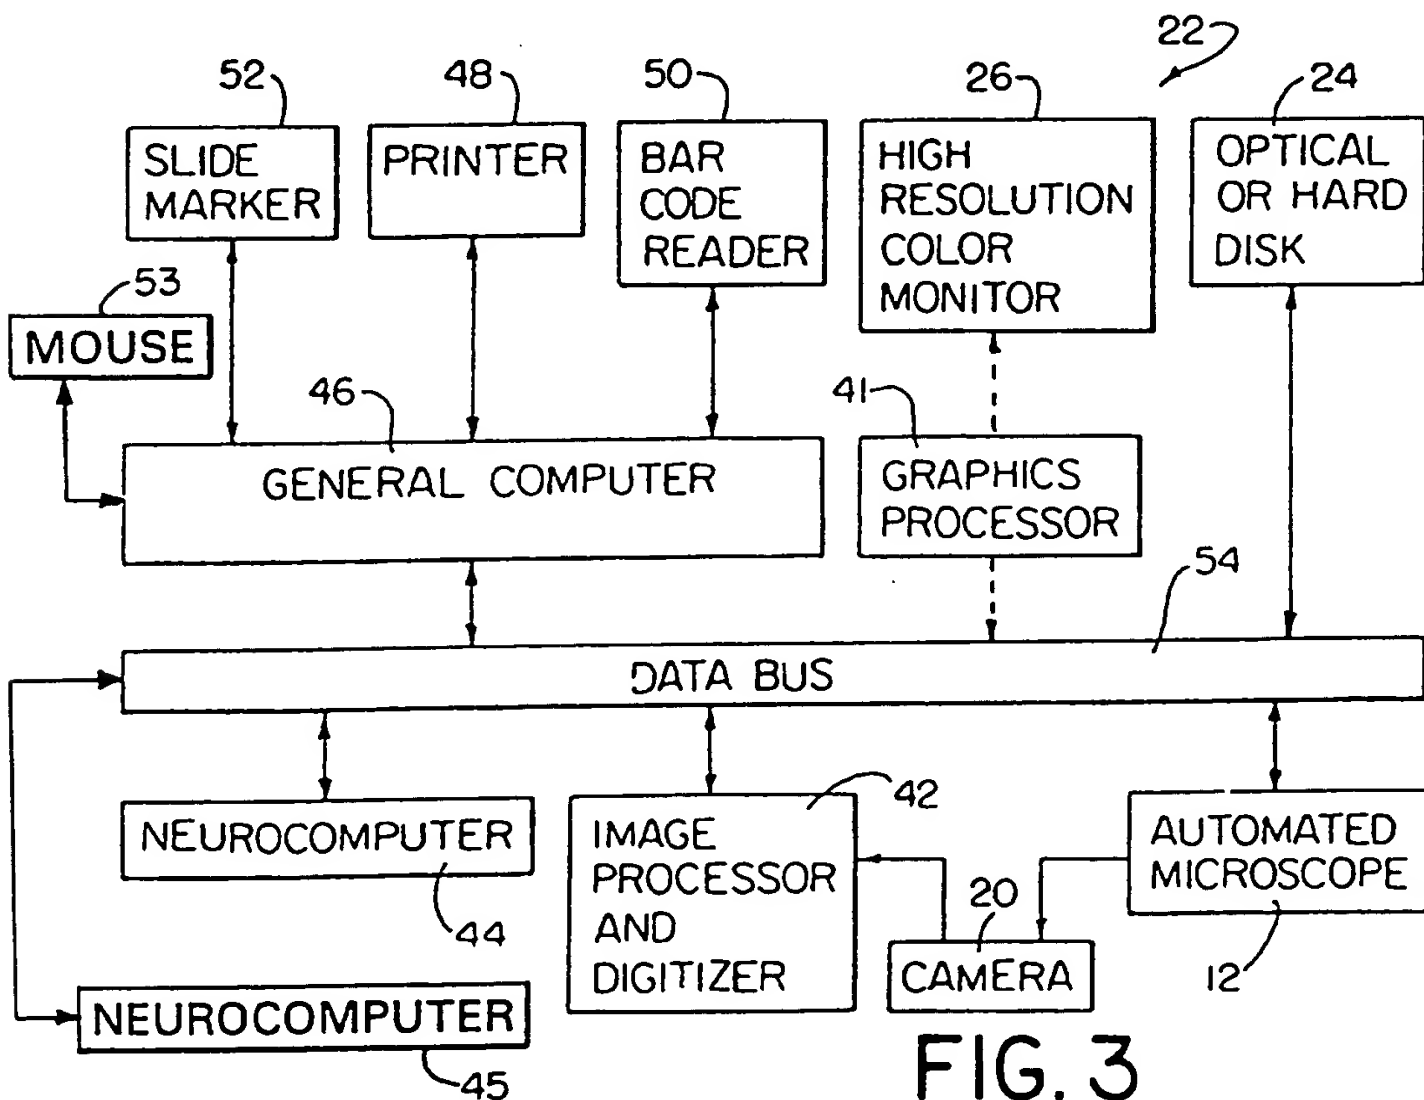 22
52
48
50
26
24
SLIDE
MARKER
PRINTER
BAR
CODE
READER
HIGH
RESOLUTION
COLOR
MONITOR
OPTICAL
OR HARD
DISK
53
MOUSE
46
GENERAL COMPUTER
41
GRAPHICS
PROCESSOR
54
DATA BUS
NEUROCOMPUTER
44
42
IMAGE
PROCESSOR
AND
DIGITIZER
20
CAMERA
AUTOMATED
MICROSCOPE
12
NEUROCOMPUTER
45
FIG. 3